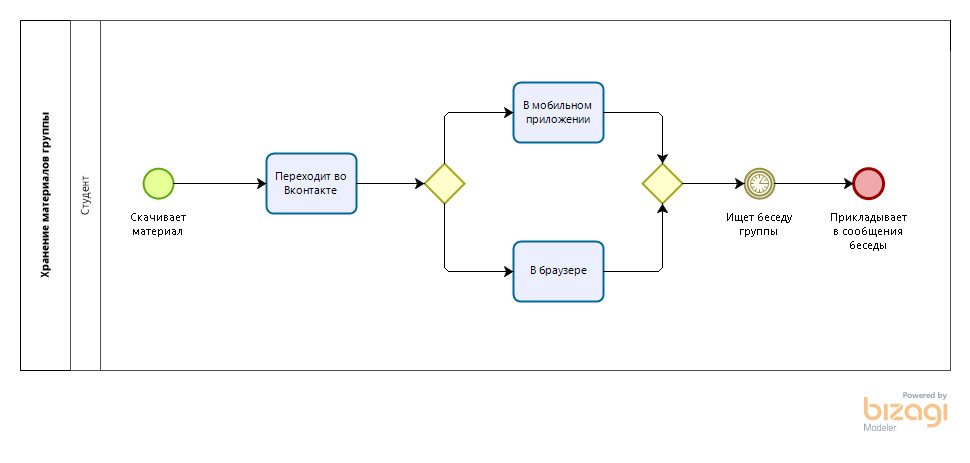 Хранение материалов группы
Студент
Скачивает
материал
Переходит во
Вконтакте
В мобильном
приложении
В браузере
Ищет беседу
группы
Прикладывает
в сообщения
беседы
Powered by
bizagi
Modeler